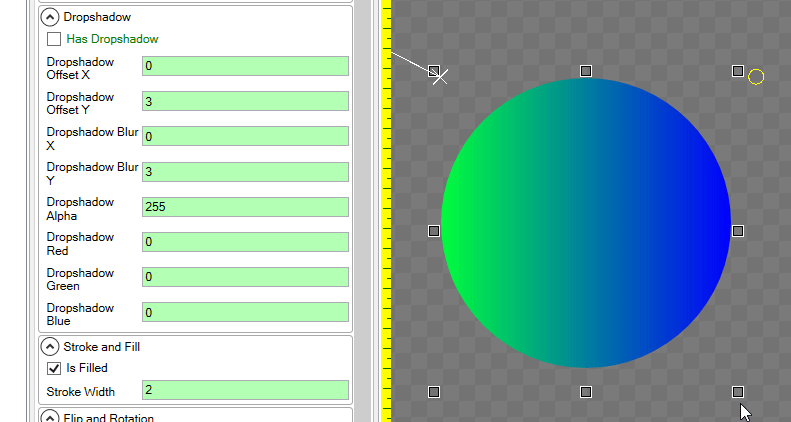 Dropshadow
Has Dropshadow
Dropshadow
Offset X
0
Dropshadow
Offset Y
3
Dropshadow Blur
X
0
Dropshadow Blur
Y
3
Dropshadow
Alpha
255
Dropshadow
Red
0
Dropshadow
Green
0
Dropshadow
Blue
0
Stroke and Fill
Is Filled
Stroke Width
2
Flip and Rotation